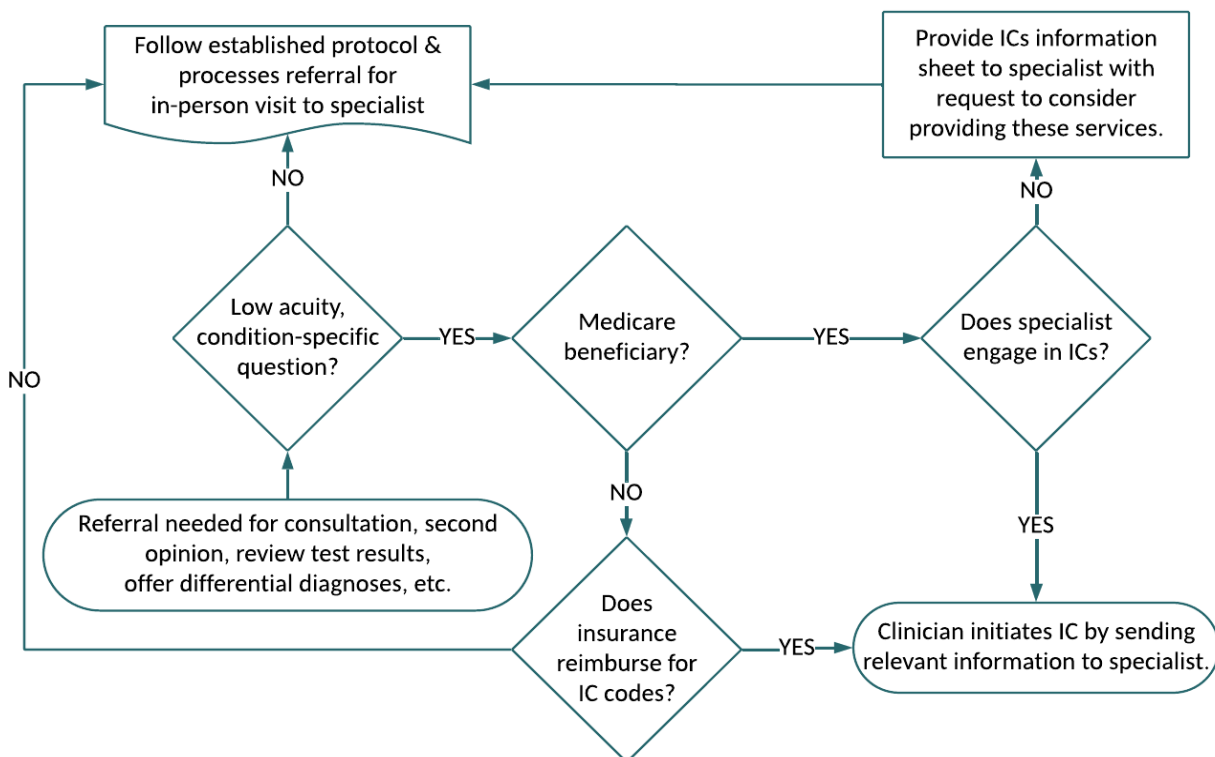 Follow established protocol &
processes referral for
in-person visit to specialist
Provide ICs information
sheet to specialist with
request to consider
providing these services.
NO
NO
Low acuity,
condition-specific
question?
YES
Medicare
beneficiary?
YES
Does specialist
engage in ICs?
NO
NO
YES
Referral needed for consultation, second
opinion, review test results,
offer differential diagnoses, etc.
Does
insurance
reimburse for
IC codes?
YES
Clinician initiates IC by sending
relevant information to specialist.